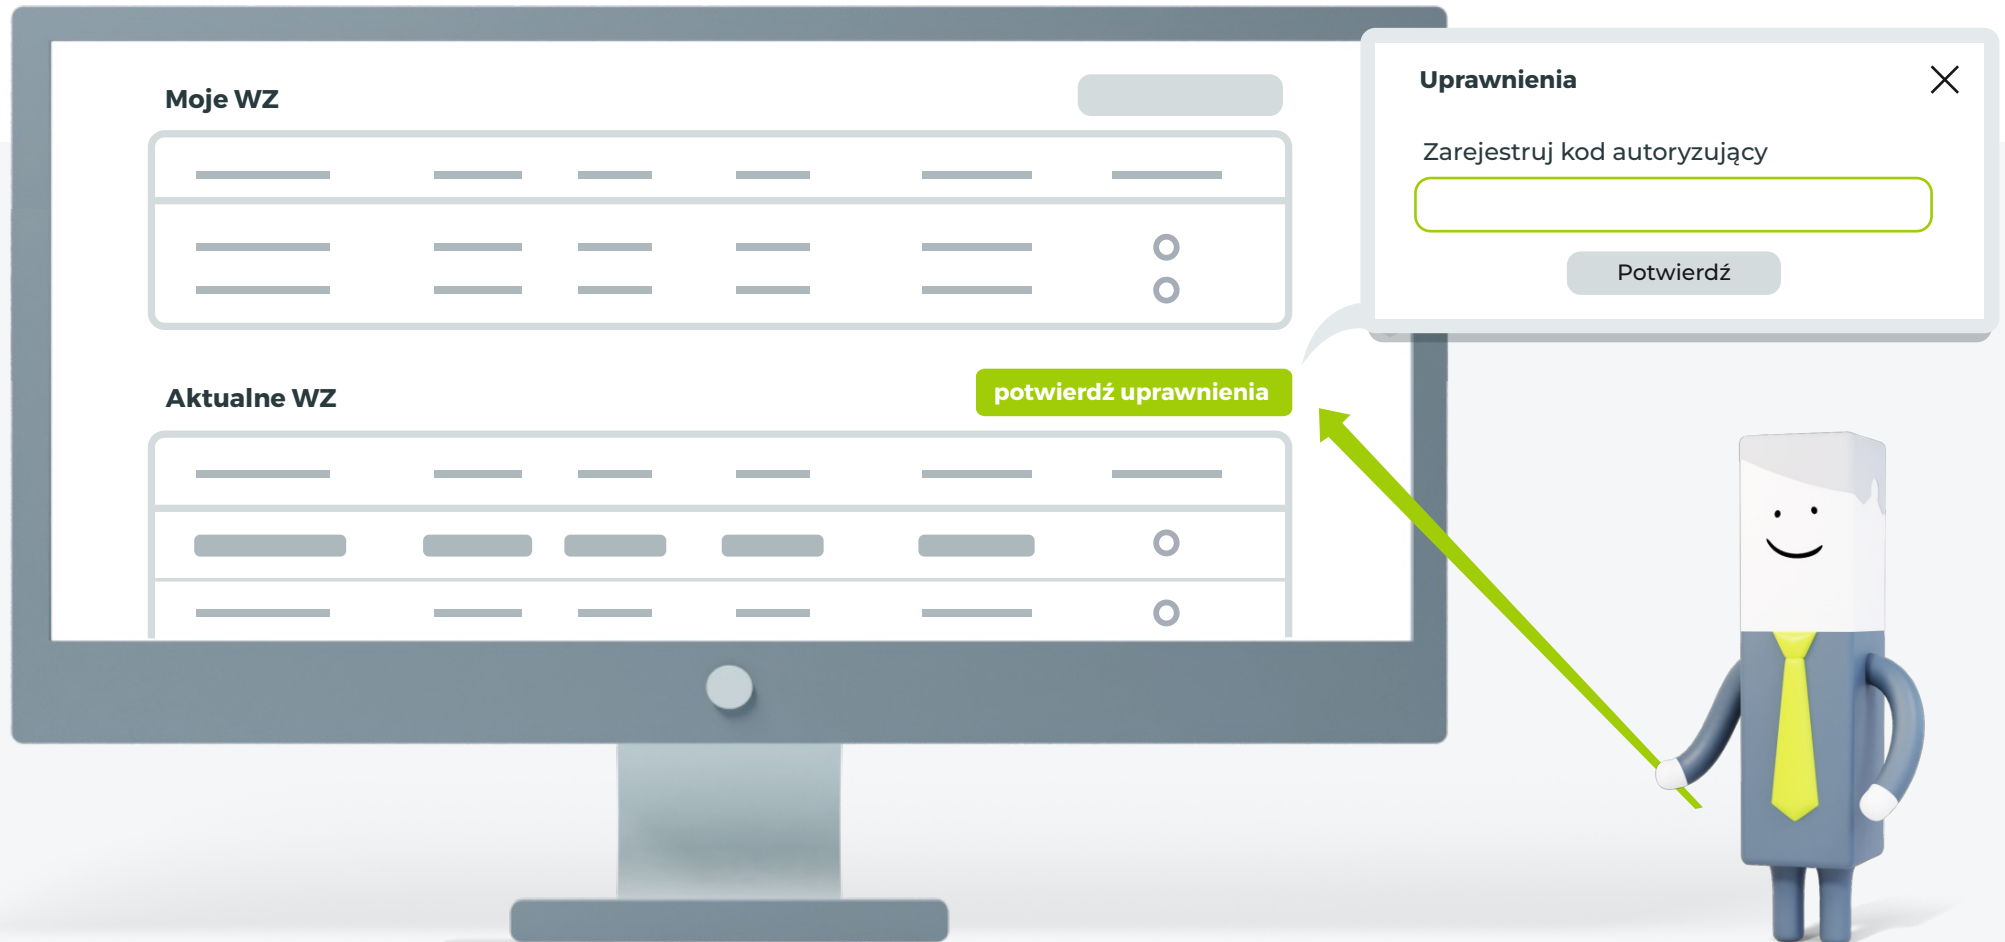 Moje WZ
Aktualne WZ
potwierdź uprawnienia
Uprawnienia
Zarejestruj kod autoryzujący
Potwierdź